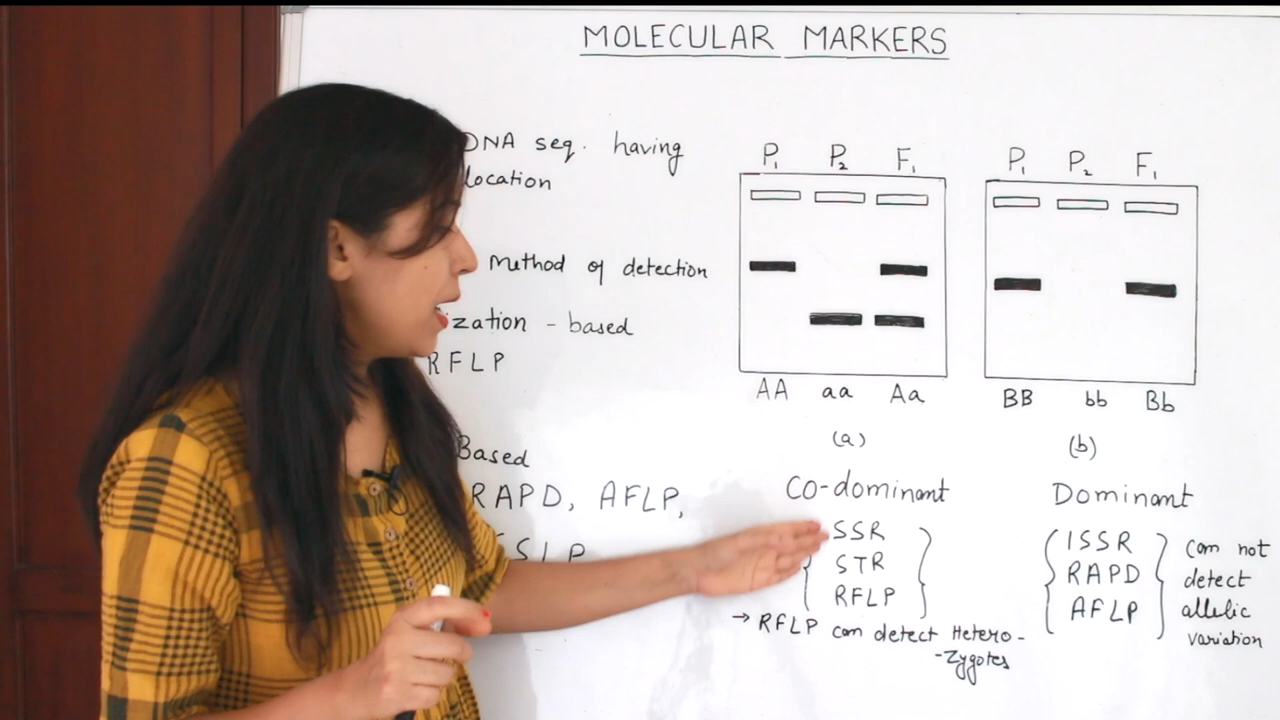 MOLECULAR MARKERS
DNA seq. having
location
Method of detection
ization - based
RFLP
Based
RAPD, AFLP,
SSLP
P1 P2 F1
AA aa Aa
(a)
Co-dominant
SSR
STR
RFLP
→ RFLP can detect Hetero-
-Zygotes
P1 P2 F1
BB bb Bb
(b)
Dominant
ISSR
RAPD
AFLP
can not
detect
allelic
variation